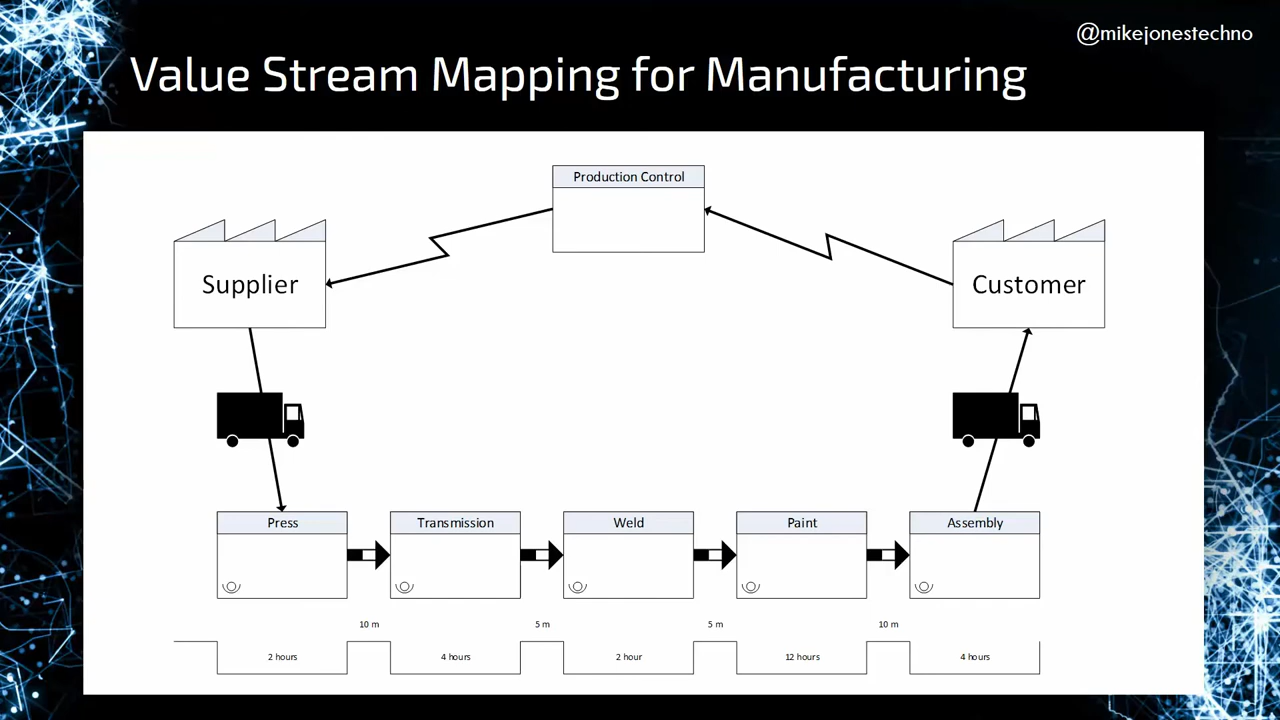 @mikejonestechno
Value Stream Mapping for Manufacturing
Production Control
Supplier
Customer
Press
Transmission
Weld
Paint
Assembly
10 m
5 m
5 m
10 m
2 hours
4 hours
2 hour
12 hours
4 hours